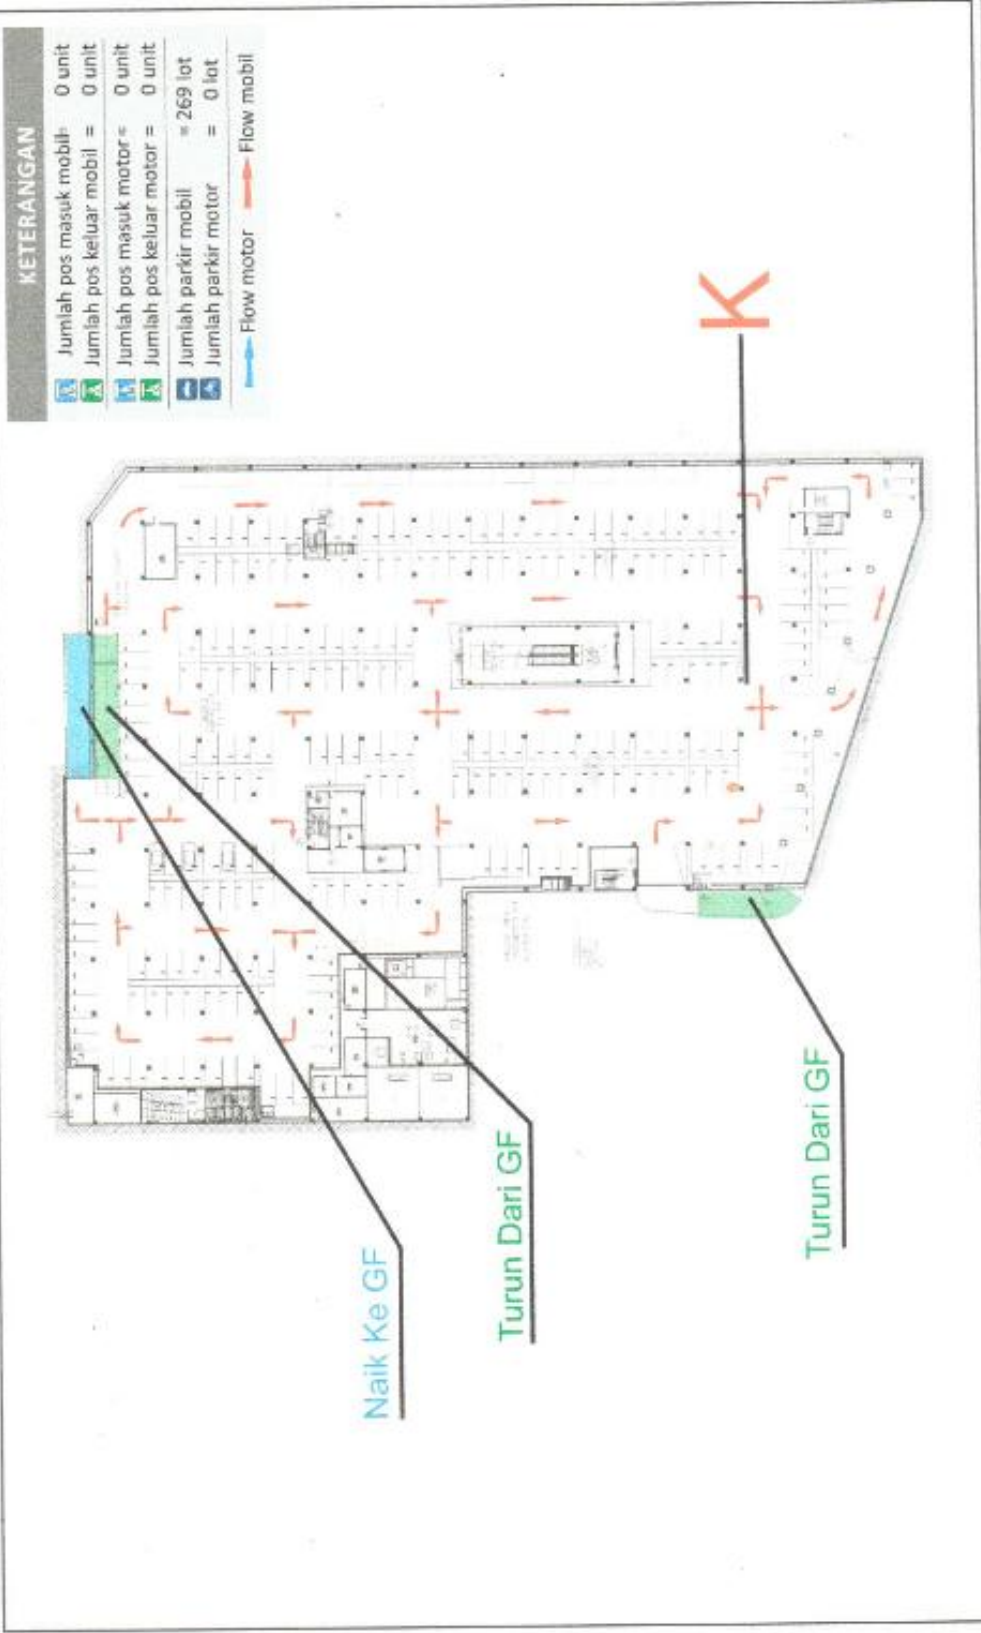 KETERANGAN
Jumlah pos masuk mobil= 0 unit
Jumlah pos keluar mobil = 0 unit
Jumlah pos masuk motor = 0 unit
Jumlah pos keluar motor = 0 unit
Jumlah parkir mobil = 269 lot
Jumlah parkir motor = 0 lot
Flow motor Flow mobil
K
Naik Ke GF
Turun Dari GF
Turun Dari GF